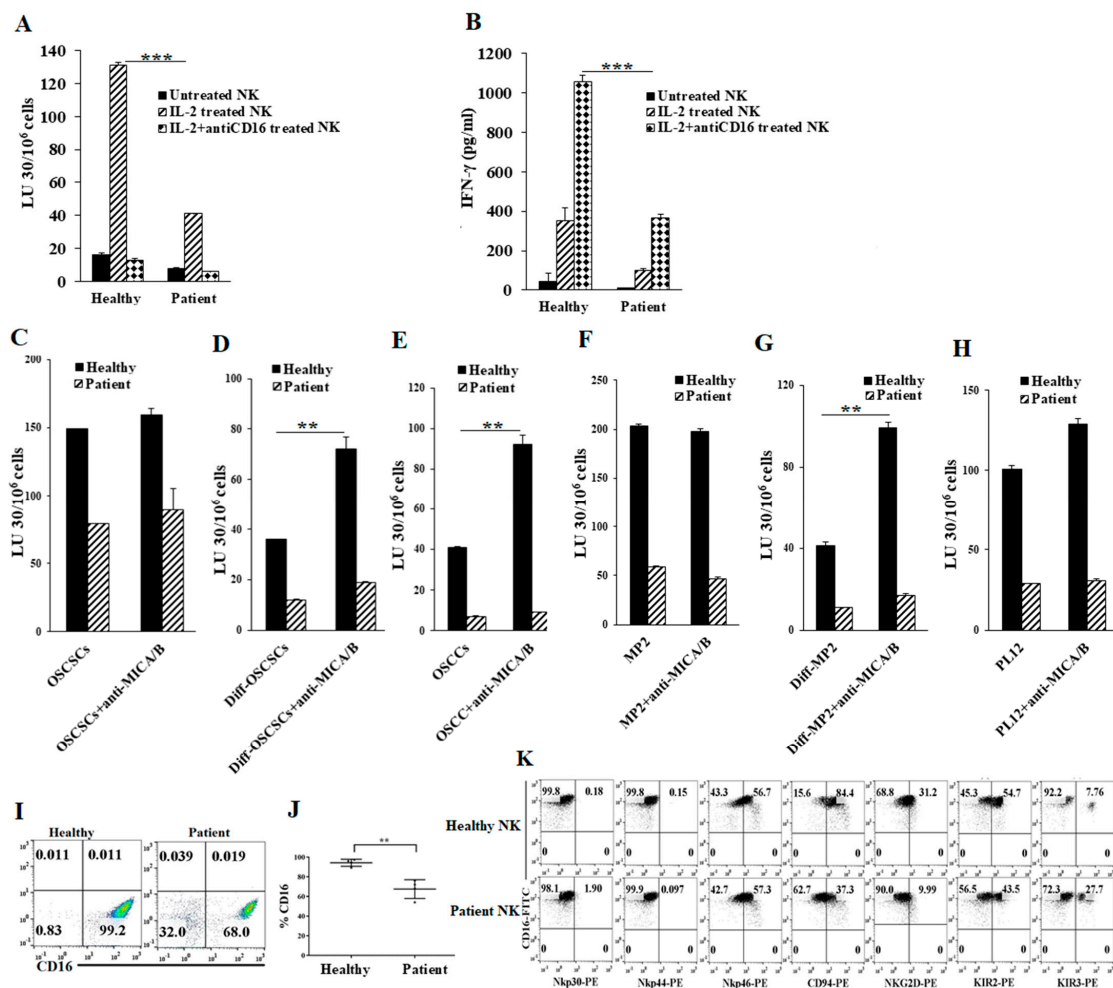 A
140
120
100
80
60
40
20
0
LU 30/10⁶ cells
***
Untreated NK
IL-2 treated NK
IL-2+antiCD16 treated NK
Healthy
Patient
B
1200
1000
800
600
400
200
0
IFN-γ (pg/ml)
***
Untreated NK
IL-2 treated NK
IL-2+antiCD16 treated NK
Healthy
Patient
C
200
150
100
50
0
LU 30/10⁶ cells
Healthy
Patient
OSCSCs
OSCSCs+anti-MICA/B
D
100
80
60
40
20
0
LU 30/10⁶ cells
Healthy
Patient
**
Diff-OSCSCs
Diff-OSCSCs+anti-MICA/B
E
120
100
80
60
40
20
0
LU 30/10⁶ cells
Healthy
Patient
**
OSCCs
OSCC+anti-MICA/B
F
250
200
150
100
50
0
LU 30/10⁶ cells
Healthy
Patient
MP2
MP2+anti-MICA/B
G
120
80
40
0
LU 30/10⁶ cells
Healthy
Patient
**
Diff-MP2
Diff-MP2+anti-MICA/B
H
150
100
50
0
LU 30/10⁶ cells
Healthy
Patient
PL12
PL12+anti-MICA/B
I
Healthy
Patient
0.011 0.011
0.83 99.2
0.039 0.019
32.0 68.0
CD16
J
100
80
60
40
20
0
% CD16
**
Healthy
Patient
K
Healthy NK
99.8 0.18
0 0
99.8 0.15
0 0
43.3 56.7
0 0
15.6 84.4
0 0
68.8 31.2
0 0
45.3 54.7
0 0
92.2 7.76
0 0
Patient NK
CD16-FITC
98.1 1.90
0 0
99.9 0.097
0 0
42.7 57.3
0 0
62.7 37.3
0 0
90.0 9.99
0 0
56.5 43.5
0 0
72.3 27.7
0 0
Nkp30-PE
Nkp44-PE
Nkp46-PE
CD94-PE
NKG2D-PE
KIR2-PE
KIR3-PE